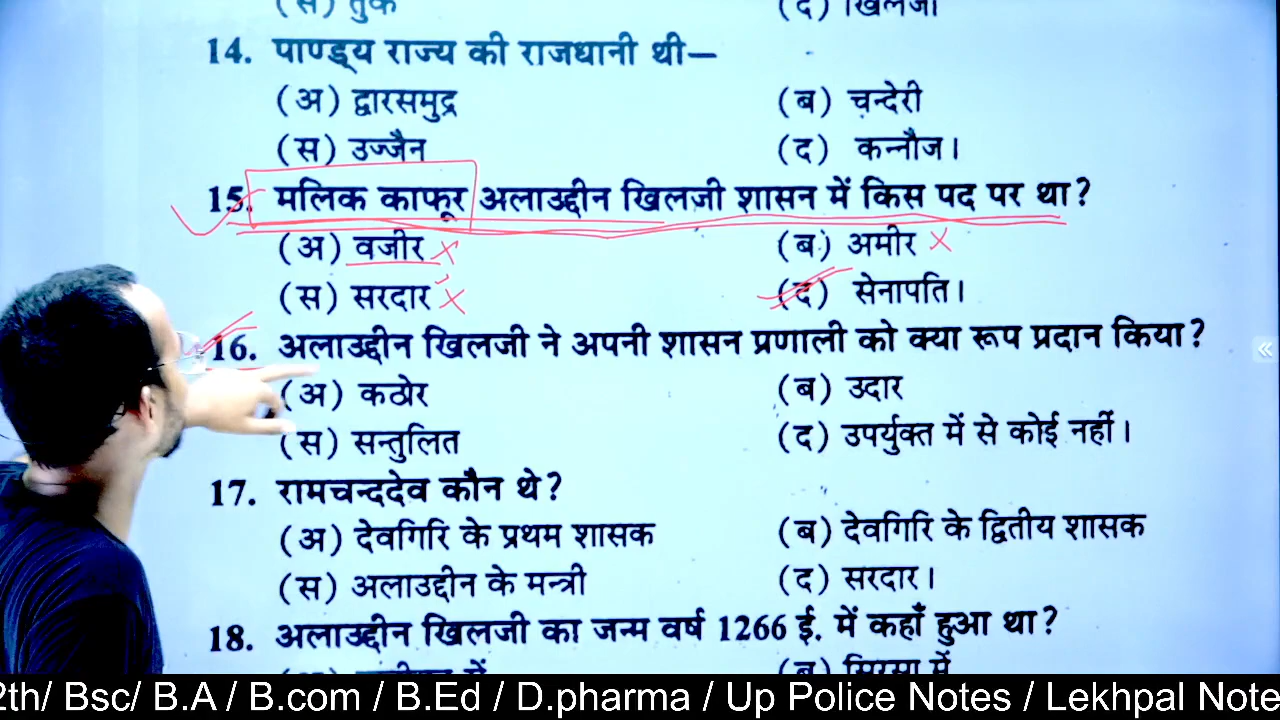 (स) तुर्क (द) खिलजी
14. पाण्ड्य राज्य की राजधानी थी—
(अ) द्वारसमुद्र (ब) चन्देरी
(स) उज्जैन (द) कन्नौज।
15. मलिक काफूर अलाउद्दीन खिलजी शासन में किस पद पर था?
(अ) वजीर (ब) अमीर
(स) सरदार (द) सेनापति।
16. अलाउद्दीन खिलजी ने अपनी शासन प्रणाली को क्या रूप प्रदान किया?
(अ) कठोर (ब) उदार
(स) सन्तुलित (द) उपर्युक्त में से कोई नहीं।
17. रामचन्ददेव कौन थे?
(अ) देवगिरि के प्रथम शासक (ब) देवगिरि के द्वितीय शासक
(स) अलाउद्दीन के मन्त्री (द) सरदार।
18. अलाउद्दीन खिलजी का जन्म वर्ष 1266 ई. में कहाँ हुआ था?
में (ब) सिरसा में
2th/ Bsc/ B.A / B.com / B.Ed / D.pharma / Up Police Notes / Lekhpal Note